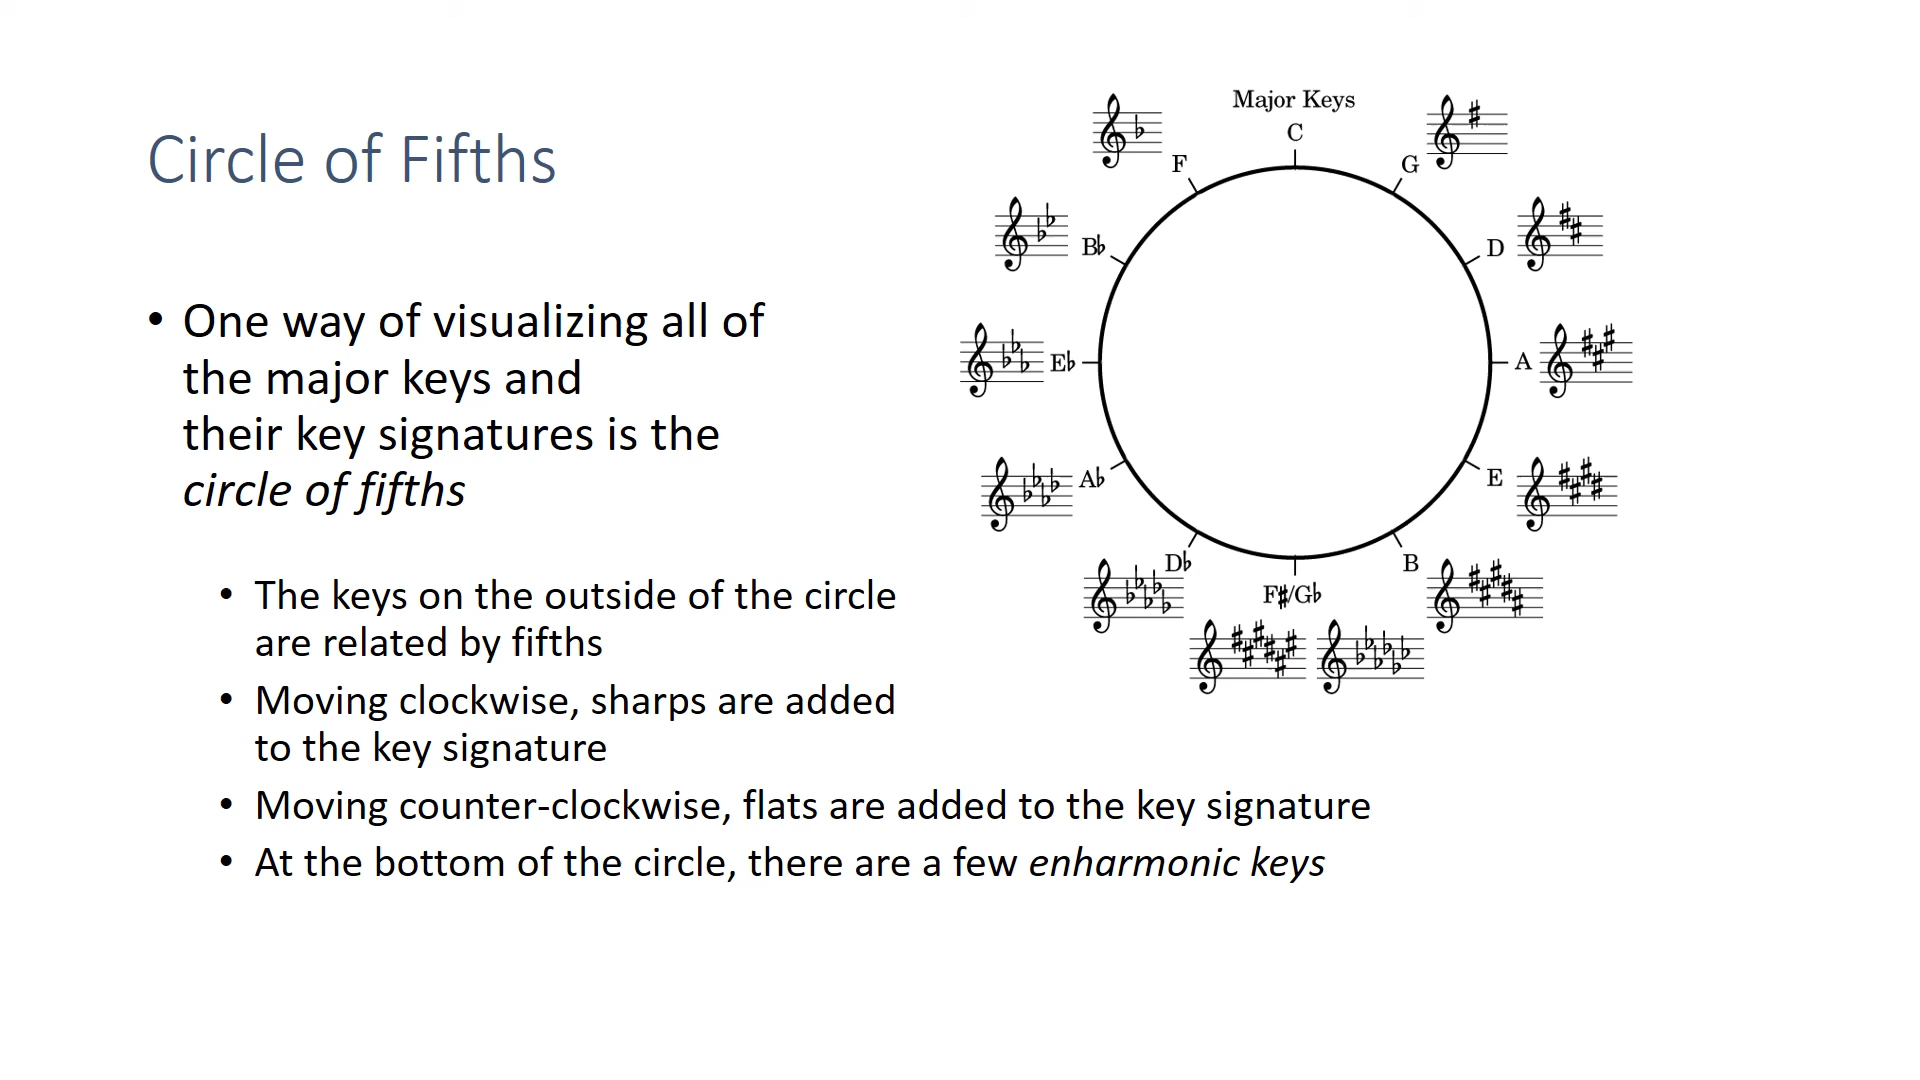 Circle of Fifths
• One way of visualizing all of
the major keys and
their key signatures is the
circle of fifths
• The keys on the outside of the circle
are related by fifths
• Moving clockwise, sharps are added
to the key signature
• Moving counter-clockwise, flats are added to the key signature
• At the bottom of the circle, there are a few enharmonic keys
Major Keys
C
G
D
A
E
B
F♯/G♭
D♭
A♭
E♭
B♭
F